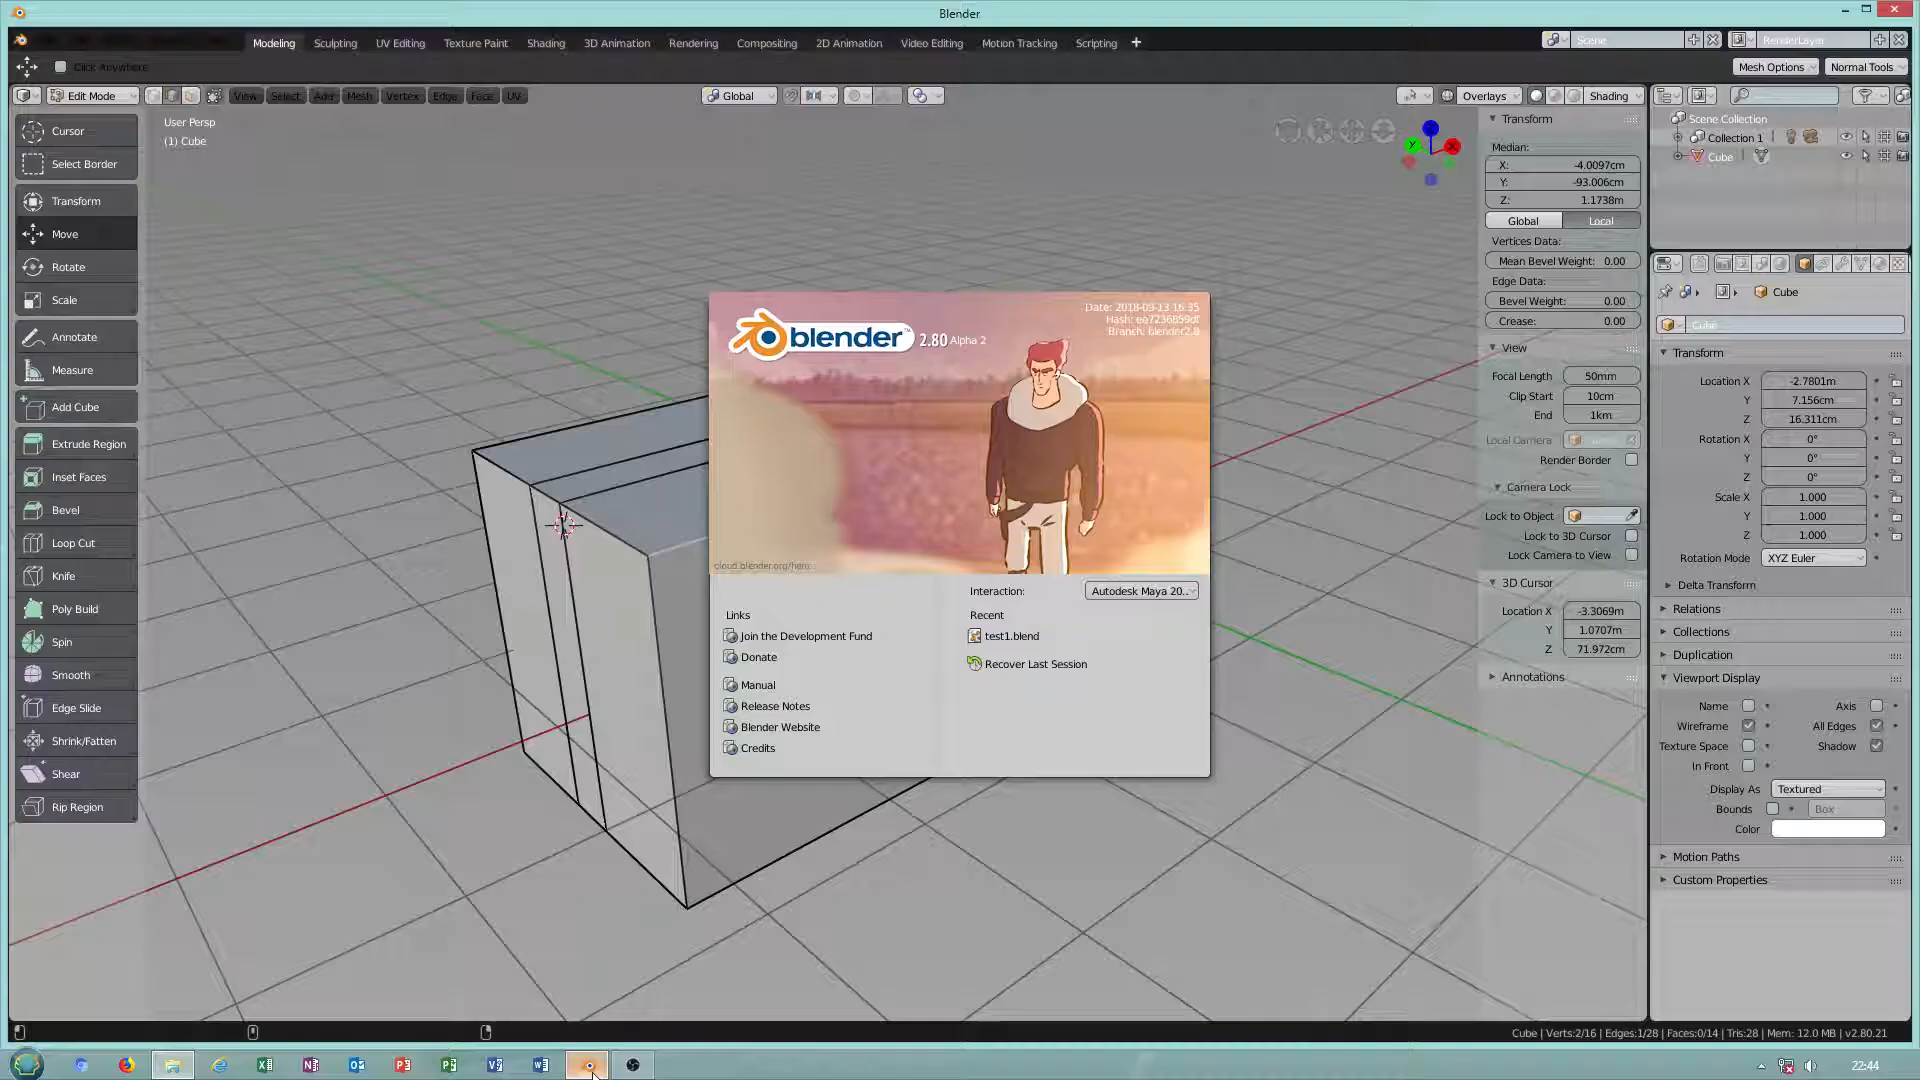 Blender
Modeling Sculpting UV Editing Texture Paint Shading 3D Animation Rendering Compositing 2D Animation Video Editing Motion Tracking Scripting + Scene RenderLayer
Click Anywhere Mesh Options Normal Tools
Edit Mode View Select Add Mesh Vertex Edge Face UV Global Overlays Shading
User Persp
(1) Cube
Cursor
Select Border
Transform
Move
Rotate
Scale
Annotate
Measure
Add Cube
Extrude Region
Inset Faces
Bevel
Loop Cut
Knife
Poly Build
Spin
Smooth
Edge Slide
Shrink/Fatten
Shear
Rip Region
Z
Y
X
blender 2.80 Alpha 2
Date: 2018-09-13 16:35
Branch: blender2.8
Interaction: Autodesk Maya 20..
Links
Join the Development Fund
Donate
Manual
Release Notes
Blender Website
Credits
Recent
test1.blend
Recover Last Session
Transform
Median:
X: -4.0097cm
Y: -93.006cm
Z: 1.1738m
Global Local
Vertices Data:
Mean Bevel Weight: 0.00
Edge Data:
Bevel Weight: 0.00
Crease: 0.00
View
Focal Length 50mm
Clip Start 10cm
End 1km
Local Camera
Render Border
Camera Lock
Lock to Object
Lock to 3D Cursor
Lock Camera to View
3D Cursor
Location X -3.3069m
Y 1.0707m
Z 71.972cm
Annotations
Scene Collection
Collection 1
Cube
Cube
Cube
Transform
Location X -2.7801m
Y 7.156cm
Z 16.311cm
Rotation X 0°
Y 0°
Z 0°
Scale X 1.000
Y 1.000
Z 1.000
Rotation Mode XYZ Euler
Delta Transform
Relations
Collections
Duplication
Viewport Display
Name Axis
Wireframe All Edges
Texture Space Shadow
In Front
Display As Textured
Bounds Box
Color
Motion Paths
Custom Properties
Cube | Verts:2/16 | Edges:1/28 | Faces:0/14 | Tris:28 | Mem: 12.0 MB | v2.80.21
22:44